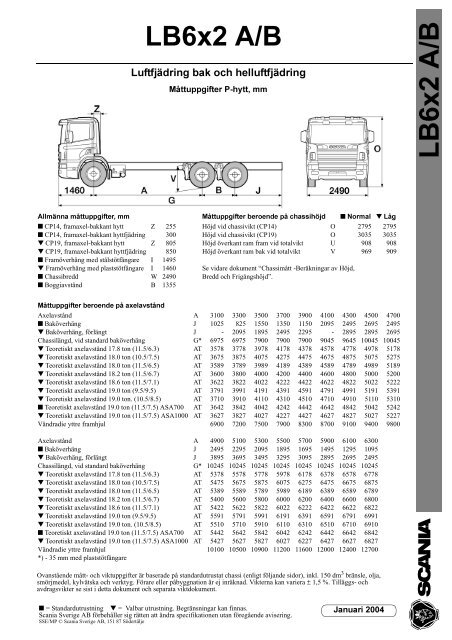 LB6x2 A/B
LB6x2 A/B
Luftfjädring bak och helluftfjädring
Måttuppgifter P-hytt, mm
Z
O
V
1460 A B J 2490
G
Allmänna måttuppgifter, mm
■ CP14, framaxel-bakkant hytt Z 255
■ CP14, framaxel-bakkant hyttfjädring 300
▼ CP19, framaxel-bakkant hytt Z 805
▼ CP19, framaxel-bakkant hyttfjädring 850
■ Framöverhäng med stålstötfångare I 1495
▼ Framöverhäng med plaststötfångare I 1460
■ Chassibredd W 2490
■ Boggiavstånd B 1355
Måttuppgifter beroende på chassihöjd ■ Normal ▼ Låg
Höjd vid chassivikt (CP14) O 2795 2795
Höjd vid chassivikt (CP19) O 3035 3035
Höjd överkant ram fram vid totalvikt U 908 908
Höjd överkant ram bak vid totalvikt V 969 909
Se vidare dokument "Chassimått -Beräkningar av Höjd,
Bredd och Frigångshöjd".
Måttuppgifter beroende på axelavstånd
Axelavstånd A 3100 3300 3500 3700 3900 4100 4300 4500 4700
■ Baköverhäng J 1025 825 1550 1350 1150 2095 2495 2695 2495
▼ Baköverhäng, förlängt J - 2095 1895 2495 2295 - 2895 2695 2695
Chassilängd, vid standard baköverhäng G* 6975 6975 7900 7900 7900 9045 9645 10045 10045
▼ Teoretiskt axelavstånd 17.8 ton (11.5/6.3) AT 3578 3778 3978 4178 4378 4578 4778 4978 5178
▼ Teoretiskt axelavstånd 18.0 ton (10.5/7.5) AT 3675 3875 4075 4275 4475 4675 4875 5075 5275
▼ Teoretiskt axelavstånd 18.0 ton (11.5/6.5) AT 3589 3789 3989 4189 4389 4589 4789 4989 5189
▼ Teoretiskt axelavstånd 18.2 ton (11.5/6.7) AT 3600 3800 4000 4200 4400 4600 4800 5000 5200
▼ Teoretiskt axelavstånd 18.6 ton (11.5/7.1) AT 3622 3822 4022 4222 4422 4622 4822 5022 5222
▼ Teoretiskt axelavstånd 19.0 ton (9.5/9.5) AT 3791 3991 4191 4391 4591 4791 4991 5191 5391
■ Teoretiskt axelavstånd 19.0 ton. (10.5/8.5) AT 3710 3910 4110 4310 4510 4710 4910 5110 5310
■ Teoretiskt axelavstånd 19.0 ton (11.5/7.5) ASA700 AT 3642 3842 4042 4242 4442 4642 4842 5042 5242
▼ Teoretiskt axelavstånd 19.0 ton (11.5/7.5) ASA1000 AT 3627 3827 4027 4227 4427 4627 4827 5027 5227
Vändradie yttre framhjul 6900 7200 7500 7900 8300 8700 9100 9400 9800
Axelavstånd A 4900 5100 5300 5500 5700 5900 6100 6300
■ Baköverhäng J 2495 2295 2095 1895 1695 1495 1295 1095
▼ Baköverhäng, förlängt J 3895 3695 3495 3295 3095 2895 2695 2495
Chassilängd, vid standard baköverhäng G* 10245 10245 10245 10245 10245 10245 10245 10245
▼ Teoretiskt axelavstånd 17.8 ton (11.5/6.3) AT 5378 5578 5778 5978 6178 6378 6578 6778
▼ Teoretiskt axelavstånd 18.0 ton (10.5/7.5) AT 5475 5675 5875 6075 6275 6475 6675 6875
▼ Teoretiskt axelavstånd 18.0 ton (11.5/6.5) AT 5389 5589 5789 5989 6189 6389 6589 6789
▼ Teoretiskt axelavstånd 18.2 ton (11.5/6.7) AT 5400 5600 5800 6000 6200 6400 6600 6800
▼ Teoretiskt axelavstånd 18.6 ton (11.5/7.1) AT 5422 5622 5822 6022 6222 6422 6622 6822
▼ Teoretiskt axelavstånd 19.0 ton (9.5/9.5) AT 5591 5791 5991 6191 6391 6591 6791 6991
▼ Teoretiskt axelavstånd 19.0 ton. (10.5/8.5) AT 5510 5710 5910 6110 6310 6510 6710 6910
■ Teoretiskt axelavstånd 19.0 ton (11.5/7.5) ASA700 AT 5442 5642 5842 6042 6242 6442 6642 6842
▼ Teoretiskt axelavstånd 19.0 ton (11.5/7.5) ASA1000 AT 5427 5627 5827 6027 6227 6427 6627 6827
Vändradie yttre framhjul 10100 10500 10900 11200 11600 12000 12400 12700
*) - 35 mm med plaststötfångare
Ovanstående mått- och viktuppgifter är baserade på standardutrustat chassi (enligt följande sidor), inkl. 150 dm³ bränsle, olja,
smörjmedel, kylvätska och verktyg. Förare eller påbyggnation är ej inräknad. Vikterna kan variera ± 1,5 %. Tilläggs- och
avdragsvikter se sist i detta dokument och separata viktdokument.
■ = Standardutrustning ▼ = Valbar utrustning. Begränsningar kan finnas.
Scania Sverige AB förbehåller sig rätten att ändra specifikationen utan föregående avisering.
SSE/MP © Scania Sverige AB, 151 87 Södertälje
Januari 2004
SCANIA